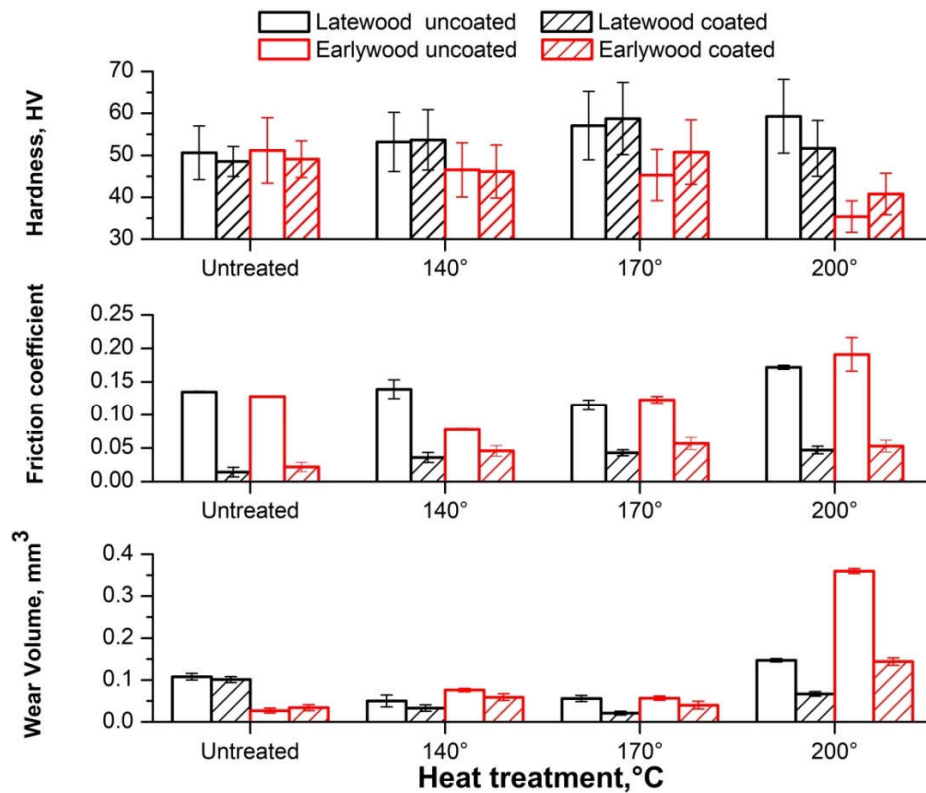 Latewood uncoated Latewood coated
Earlywood uncoated Earlywood coated
Hardness, HV
70
60
50
40
30
Untreated 140° 170° 200°
Friction coefficient
0.25
0.20
0.15
0.10
0.05
0.00
Untreated 140° 170° 200°
Wear Volume, mm³
0.4
0.3
0.2
0.1
0.0
Untreated 140° 170° 200°
Heat treatment,°C